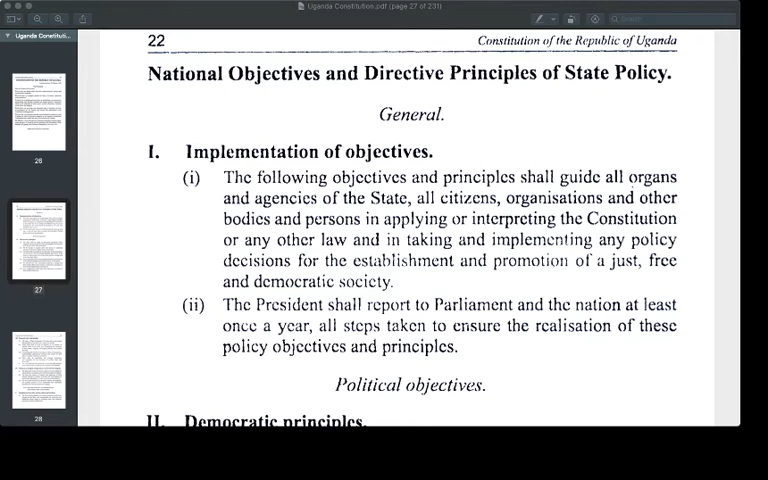 Uganda Constitution.pdf (page 27 of 231)
Search
Uganda Constituti...
26
27
28
22 Constitution of the Republic of Uganda
National Objectives and Directive Principles of State Policy.
General.
I. Implementation of objectives.
(i) The following objectives and principles shall guide all organs
and agencies of the State, all citizens, organisations and other
bodies and persons in applying or interpreting the Constitution
or any other law and in taking and implementing any policy
decisions for the establishment and promotion of a just, free
and democratic society.
(ii) The President shall report to Parliament and the nation at least
once a year, all steps taken to ensure the realisation of these
policy objectives and principles.
Political objectives.
II. Democratic principles.